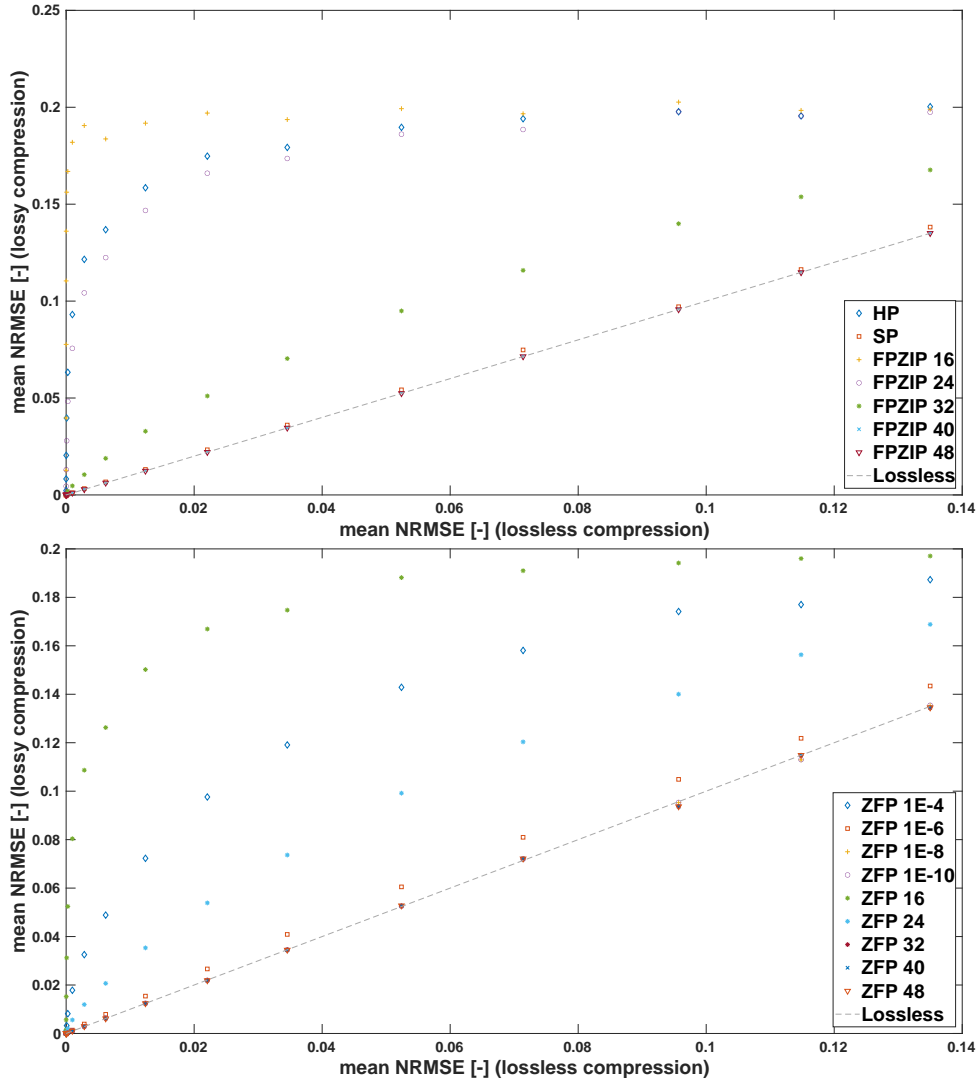 0.25
0.2
0.15
0.1
0.05
0
mean NRMSE [-] (lossy compression)
HP
SP
FPZIP 16
FPZIP 24
FPZIP 32
FPZIP 40
FPZIP 48
Lossless
0 0.02 0.04 0.06 0.08 0.1 0.12 0.14
mean NRMSE [-] (lossless compression)
0.2
0.18
0.16
0.14
0.12
0.1
0.08
0.06
0.04
0.02
0
mean NRMSE [-] (lossy compression)
ZFP 1E-4
ZFP 1E-6
ZFP 1E-8
ZFP 1E-10
ZFP 16
ZFP 24
ZFP 32
ZFP 40
ZFP 48
Lossless
0 0.02 0.04 0.06 0.08 0.1 0.12 0.14
mean NRMSE [-] (lossless compression)